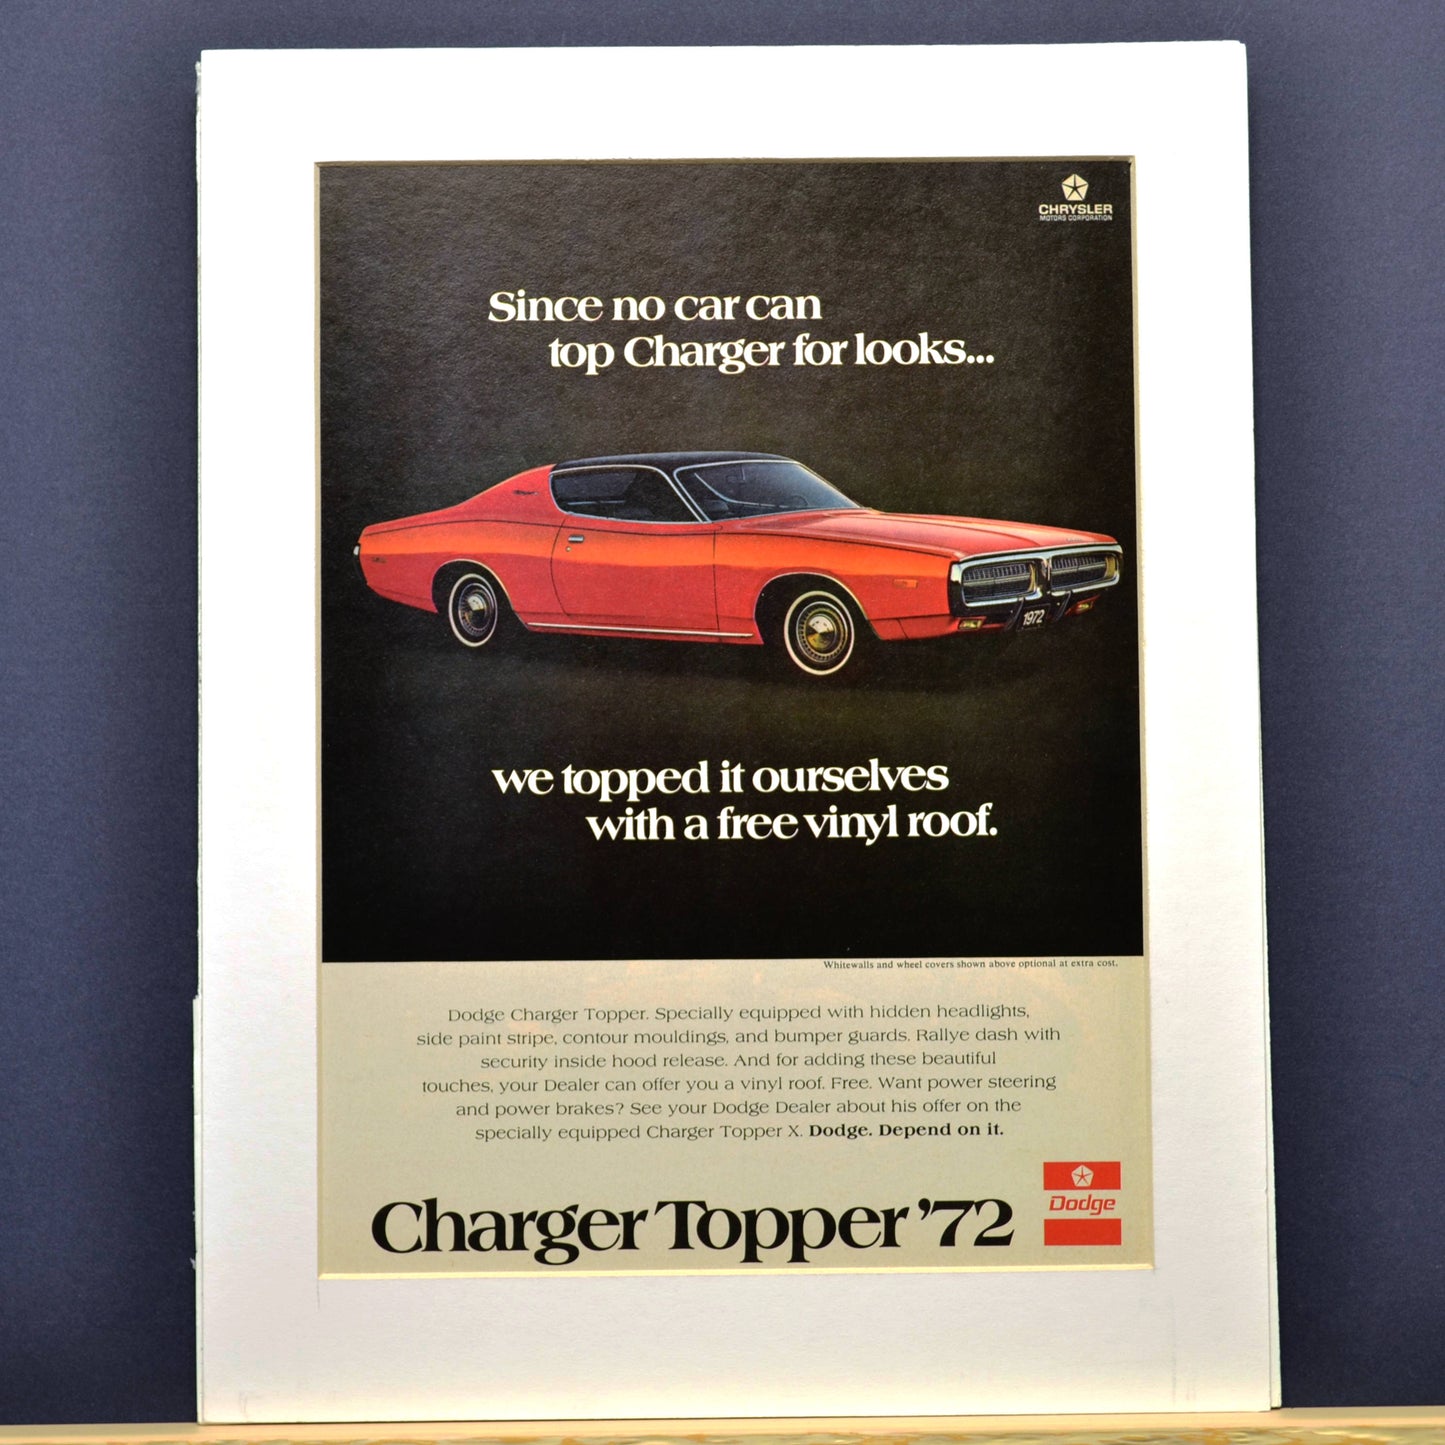 CHRYSLER
MOTORS CORPORATION
Since no car can
top Charger for looks...
1972
we topped it ourselves
with a free vinyl roof.
Whitewalls and wheel covers shown above optional at extra cost.
Dodge Charger Topper. Specially equipped with hidden headlights,
side paint stripe, contour mouldings, and bumper guards. Rallye dash with
security inside hood release. And for adding these beautiful
touches, your Dealer can offer you a vinyl roof. Free. Want power steering
and power brakes? See your Dodge Dealer about his offer on the
specially equipped Charger Topper X. Dodge. Depend on it.
Charger Topper '72
Dodge